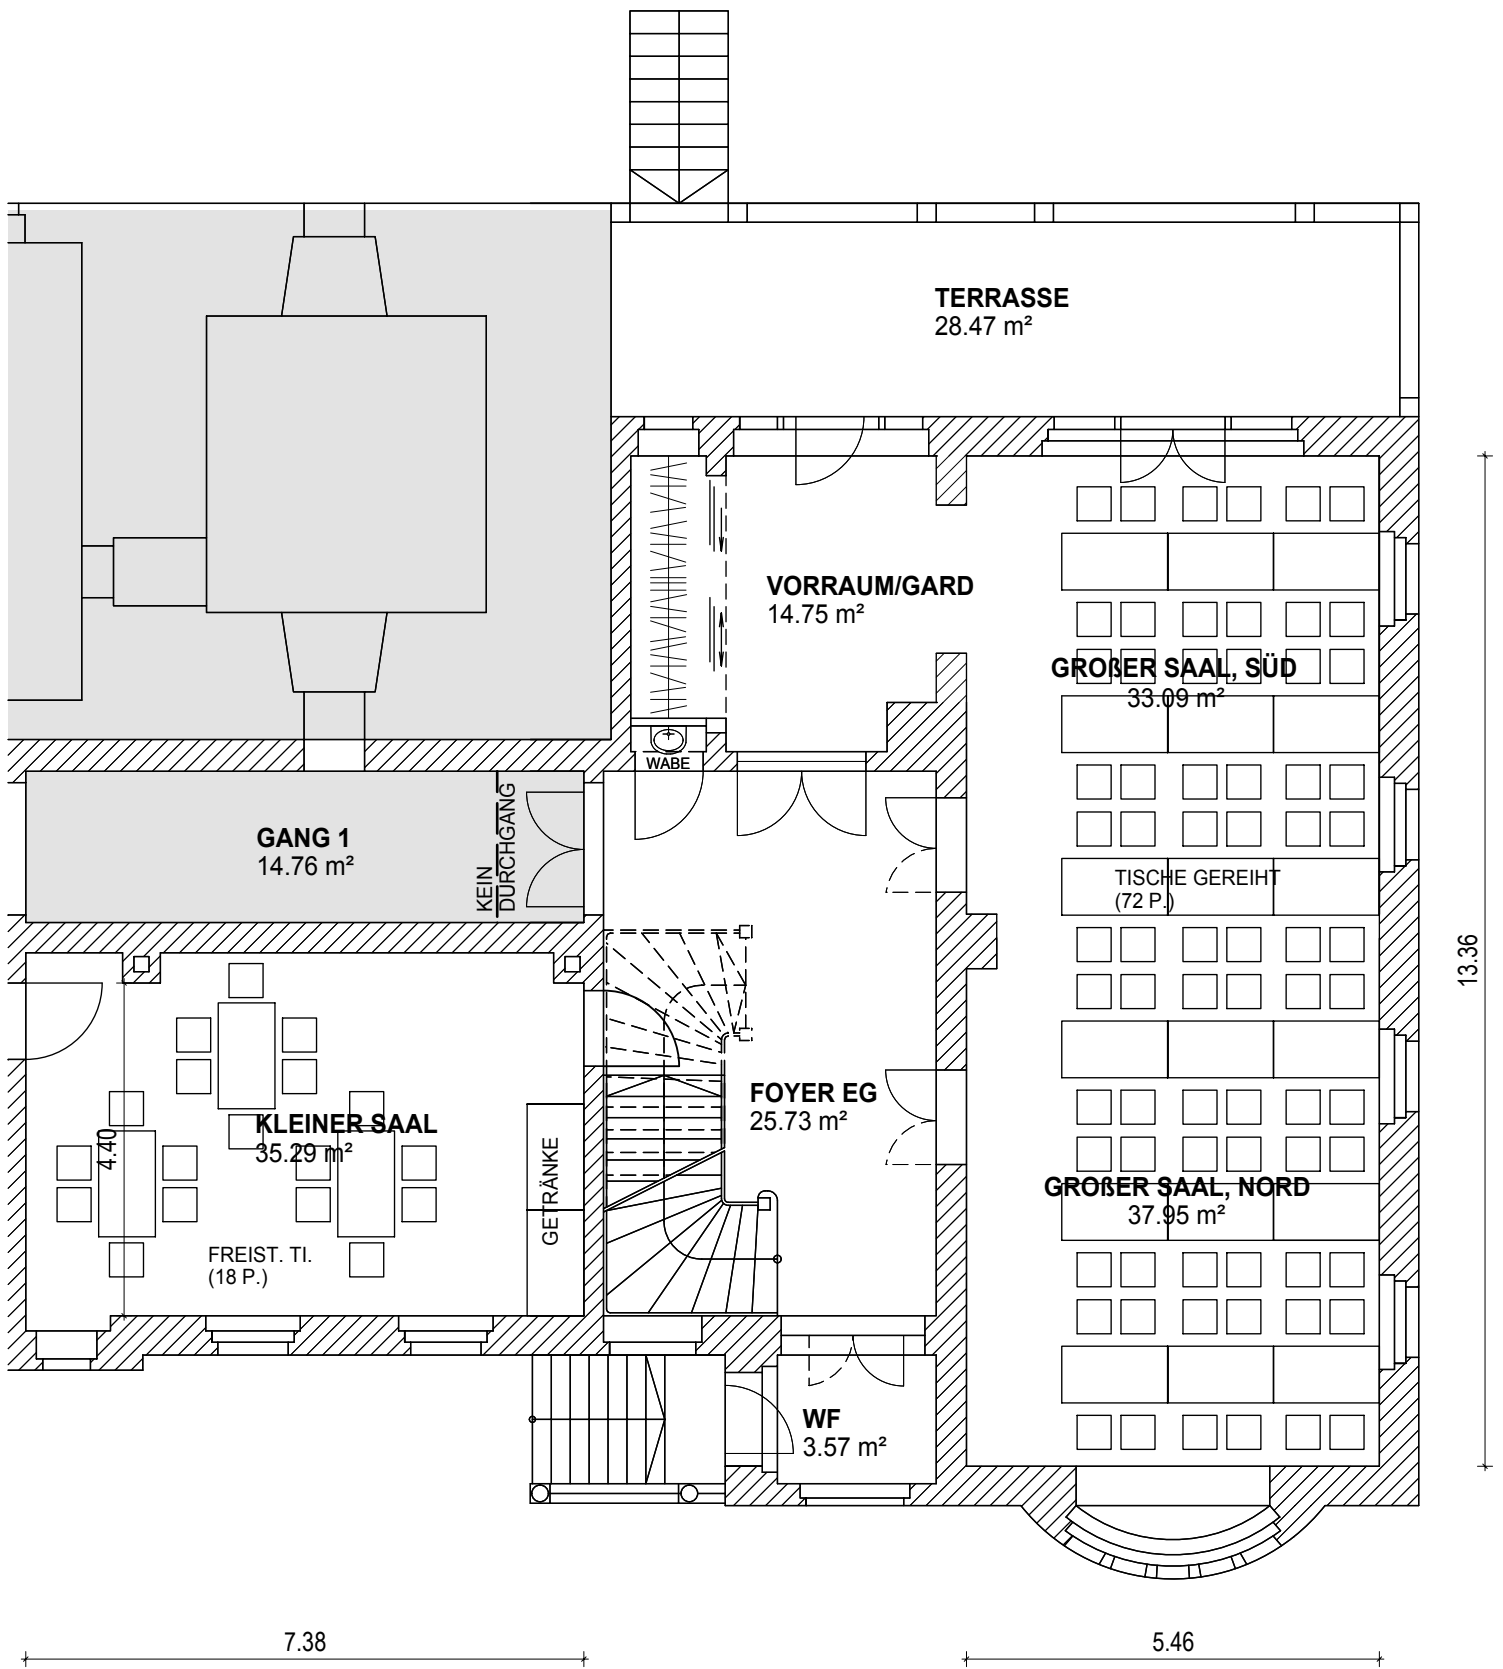 TERRASSE
28.47 m²
VORRAUM/GARD
14.75 m²
GROßER SAAL, SÜD
33.09 m²
WABE
GANG 1
14.76 m²
KEIN
DURCHGANG
TISCHE GEREIHT
(72 P.)
13.36
FOYER EG
25.73 m²
KLEINER SAAL
35.29 m²
4.40
GETRÄNKE
GROßER SAAL, NORD
37.95 m²
FREIST. TI.
(18 P.)
WF
3.57 m²
7.38
5.46